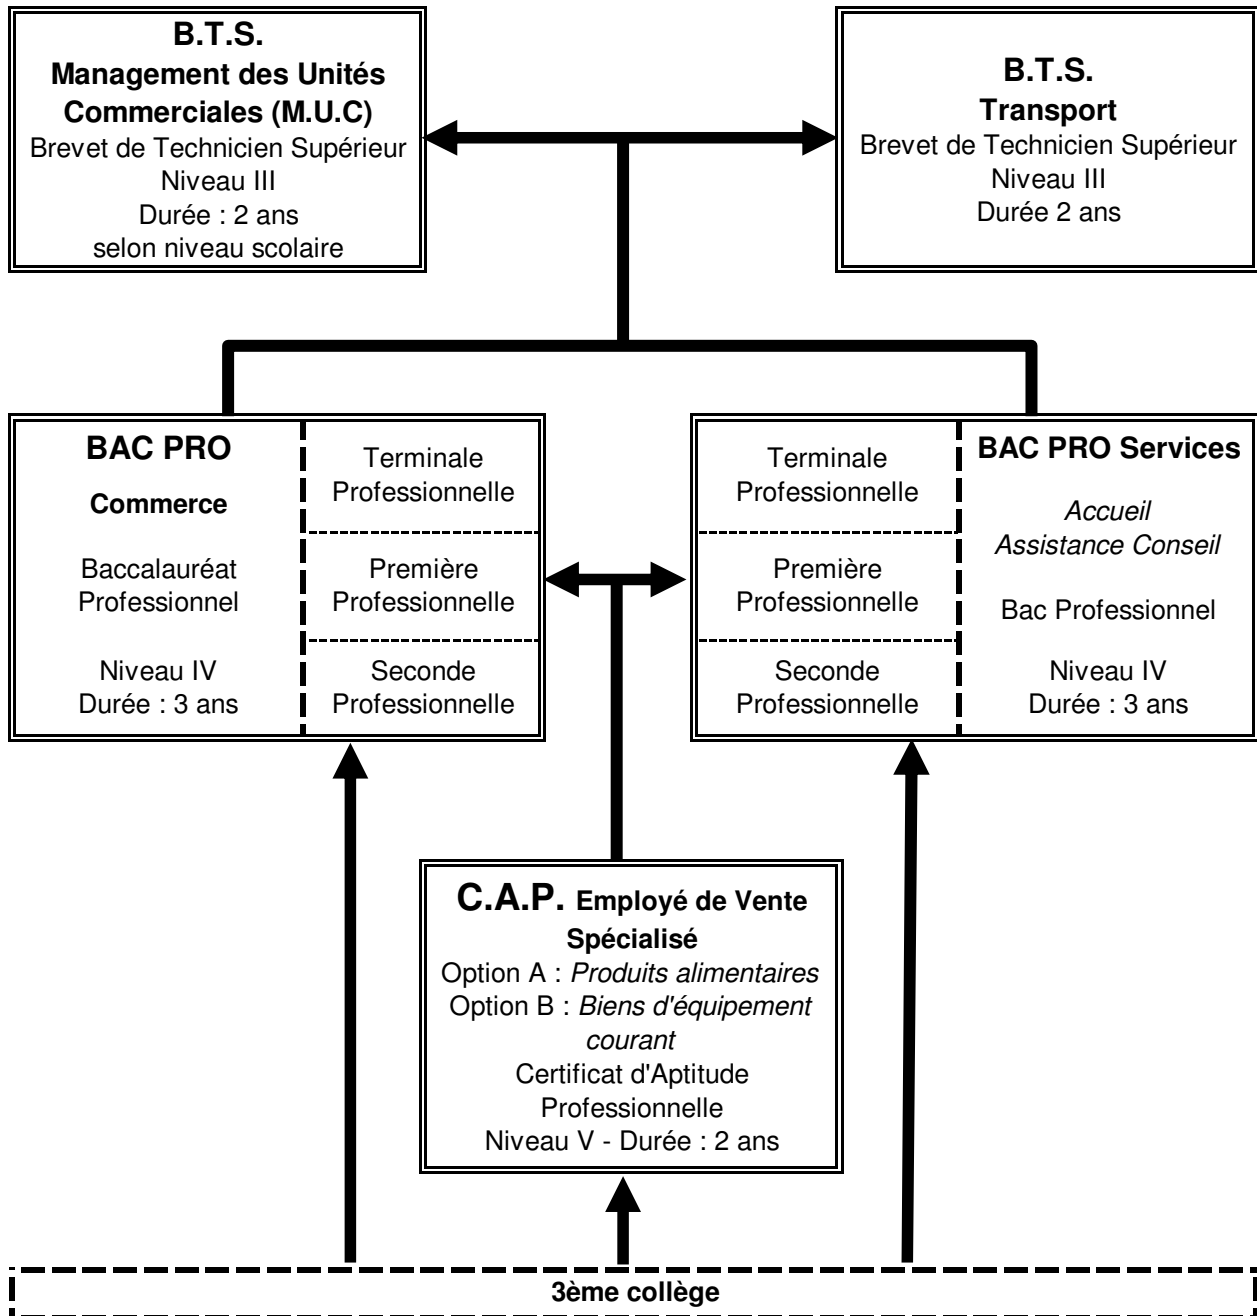 B.T.S.
Management des Unités
Commerciales (M.U.C)
Brevet de Technicien Supérieur
Niveau III
Durée : 2 ans
selon niveau scolaire
B.T.S.
Transport
Brevet de Technicien Supérieur
Niveau III
Durée 2 ans
BAC PRO
Commerce
Baccalauréat
Professionnel
Niveau IV
Durée : 3 ans
Terminale
Professionnelle
Première
Professionnelle
Seconde
Professionnelle
Terminale
Professionnelle
Première
Professionnelle
Seconde
Professionnelle
BAC PRO Services
Accueil
Assistance Conseil
Bac Professionnel
Niveau IV
Durée : 3 ans
C.A.P. Employé de Vente
Spécialisé
Option A : Produits alimentaires
Option B : Biens d'équipement
courant
Certificat d'Aptitude
Professionnelle
Niveau V - Durée : 2 ans
3ème collège